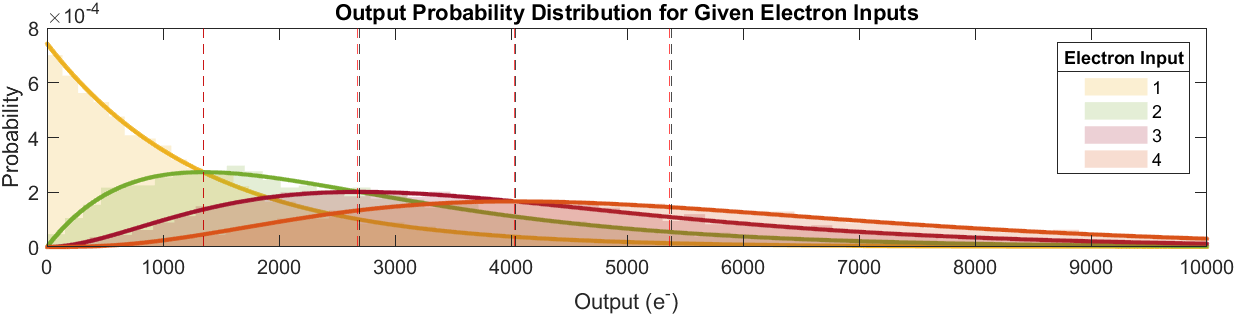 Output Probability Distribution for Given Electron Inputs
×10⁻⁴
8
6
4
2
0
Probability
0 1000 2000 3000 4000 5000 6000 7000 8000 9000 10000
Output (e⁻)
Electron Input
1
2
3
4